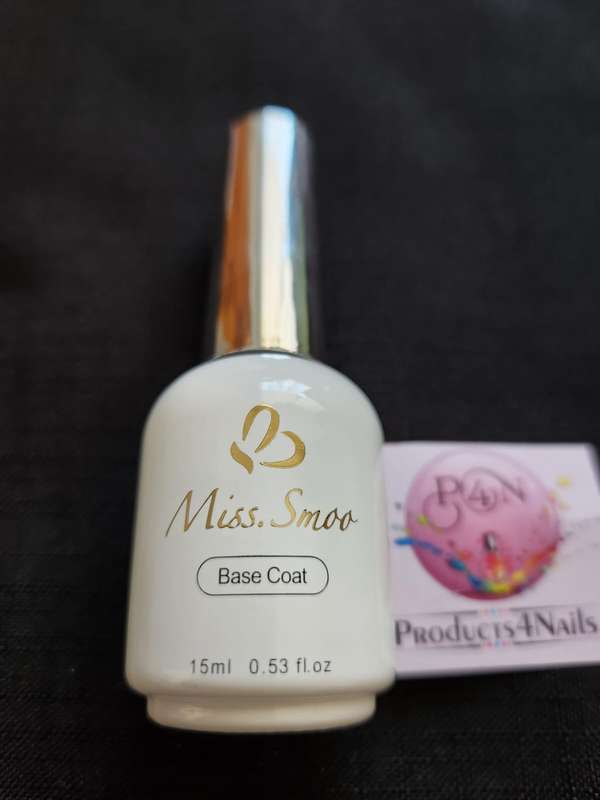 Miss. Smoo
Base Coat
15ml 0.53 fl.oz
P4N
Products4Nails